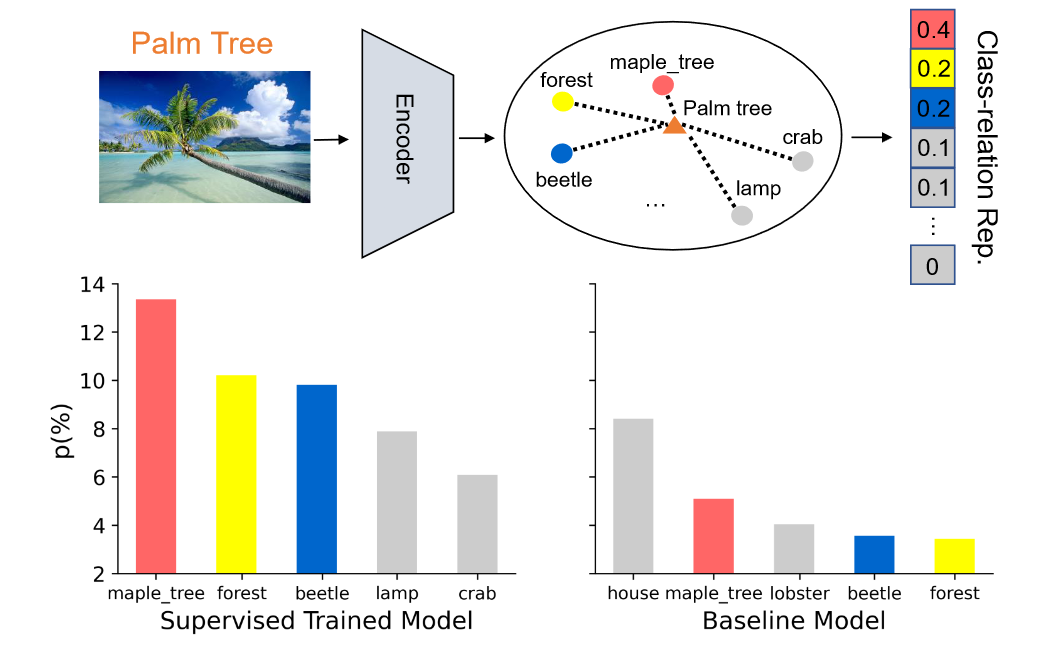 Palm Tree
Encoder
forest
maple_tree
Palm tree
crab
beetle
lamp
...
0.4
0.2
0.2
0.1
0.1
...
0
Class-relation Rep.
p(%)
14
12
10
8
6
4
2
maple_tree forest beetle lamp crab
Supervised Trained Model
house maple_tree lobster beetle forest
Baseline Model